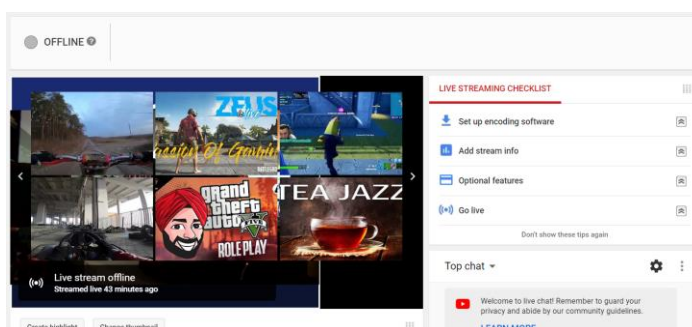 OFFLINE
LIVE STREAMING CHECKLIST
Set up encoding software
Add stream info
Optional features
Go live
Don't show these tips again
ZEUS
Passion Of Gaming
grand
theft
auto
ROLEPLAY
TEA JAZZ
Live stream offline
Streamed live 43 minutes ago
Top chat
Welcome to live chat! Remember to guard your
privacy and abide by our community guidelines.
LEARN MORE
Create highlight
Change thumbnail